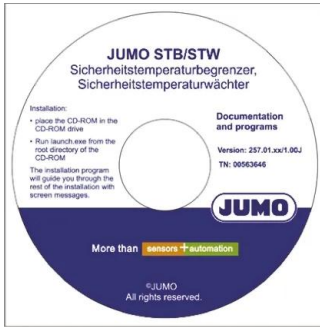 JUMO STB/STW
Sicherheitstemperaturbegrenzer,
Sicherheitstemperaturwächter
Installation:
• place the CD-ROM in the
CD-ROM drive
• Run launch.exe from the
root directory of the
CD-ROM
The installation program
will guide you through the
rest of the installation with
screen messages.
Documentation
and programs
Version: 257.01.xx/1.00J
TN: 00563646
JUMO
More than sensors+automation
©JUMO
All rights reserved.